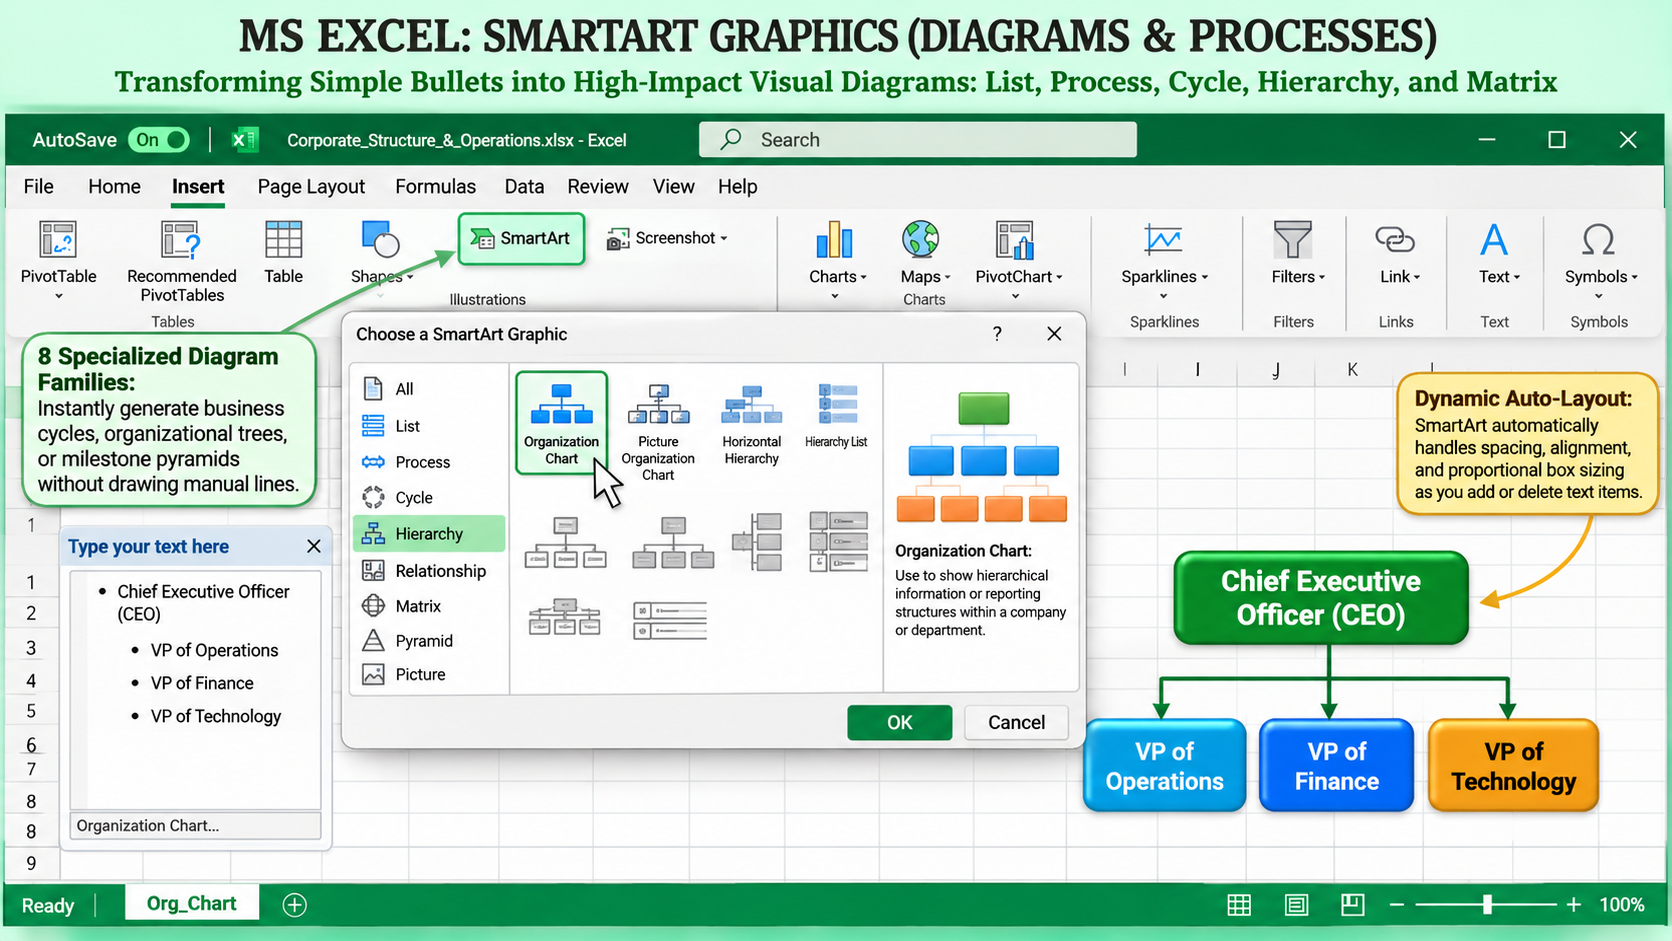 MS EXCEL: SMARTART GRAPHICS (DIAGRAMS & PROCESSES)
Transforming Simple Bullets into High-Impact Visual Diagrams: List, Process, Cycle, Hierarchy, and Matrix
AutoSave On
Corporate_Structure_&_Operations.xlsx - Excel
Search
File Home Insert Page Layout Formulas Data Review View Help
PivotTable
Recommended
PivotTables
Table
Tables
Shapes
SmartArt
Screenshot
Illustrations
Charts
Maps
PivotChart
Charts
Sparklines
Sparklines
Filters
Filters
Link
Links
Text
Text
Symbols
Symbols
8 Specialized Diagram
Families:
Instantly generate business
cycles, organizational trees,
or milestone pyramids
without drawing manual lines.
Choose a SmartArt Graphic
?
All
List
Process
Cycle
Hierarchy
Relationship
Matrix
Pyramid
Picture
Organization
Chart
Picture
Organization
Chart
Horizontal
Hierarchy
Hierarchy List
Organization Chart:
Use to show hierarchical
information or reporting
structures within a company
or department.
OK
Cancel
I J K
Dynamic Auto-Layout:
SmartArt automatically
handles spacing, alignment,
and proportional box sizing
as you add or delete text items.
1
1
2
3
4
5
6
7
8
8
9
Type your text here
• Chief Executive Officer
(CEO)
• VP of Operations
• VP of Finance
• VP of Technology
Organization Chart...
Chief Executive
Officer (CEO)
VP of
Operations
VP of
Finance
VP of
Technology
Ready
Org_Chart
100%